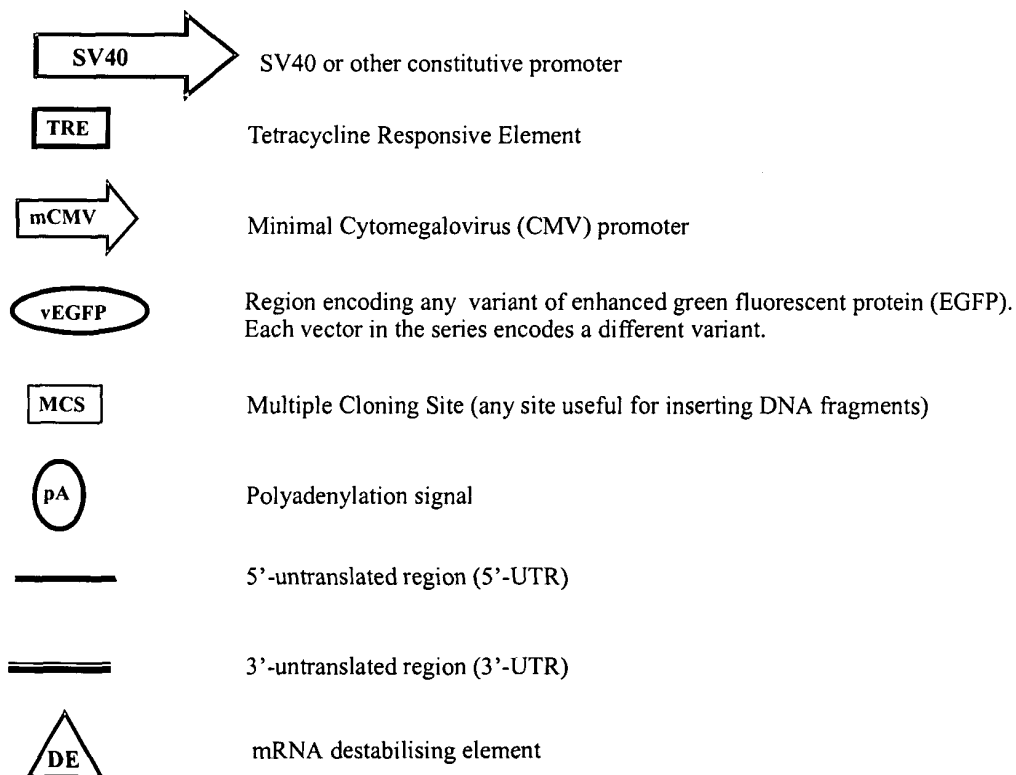 SV40 SV40 or other constitutive promoter
TRE Tetracycline Responsive Element
mCMV Minimal Cytomegalovirus (CMV) promoter
vEGFP Region encoding any variant of enhanced green fluorescent protein (EGFP).
Each vector in the series encodes a different variant.
MCS Multiple Cloning Site (any site useful for inserting DNA fragments)
pA Polyadenylation signal
5’-untranslated region (5’-UTR)
3’-untranslated region (3’-UTR)
DE mRNA destabilising element